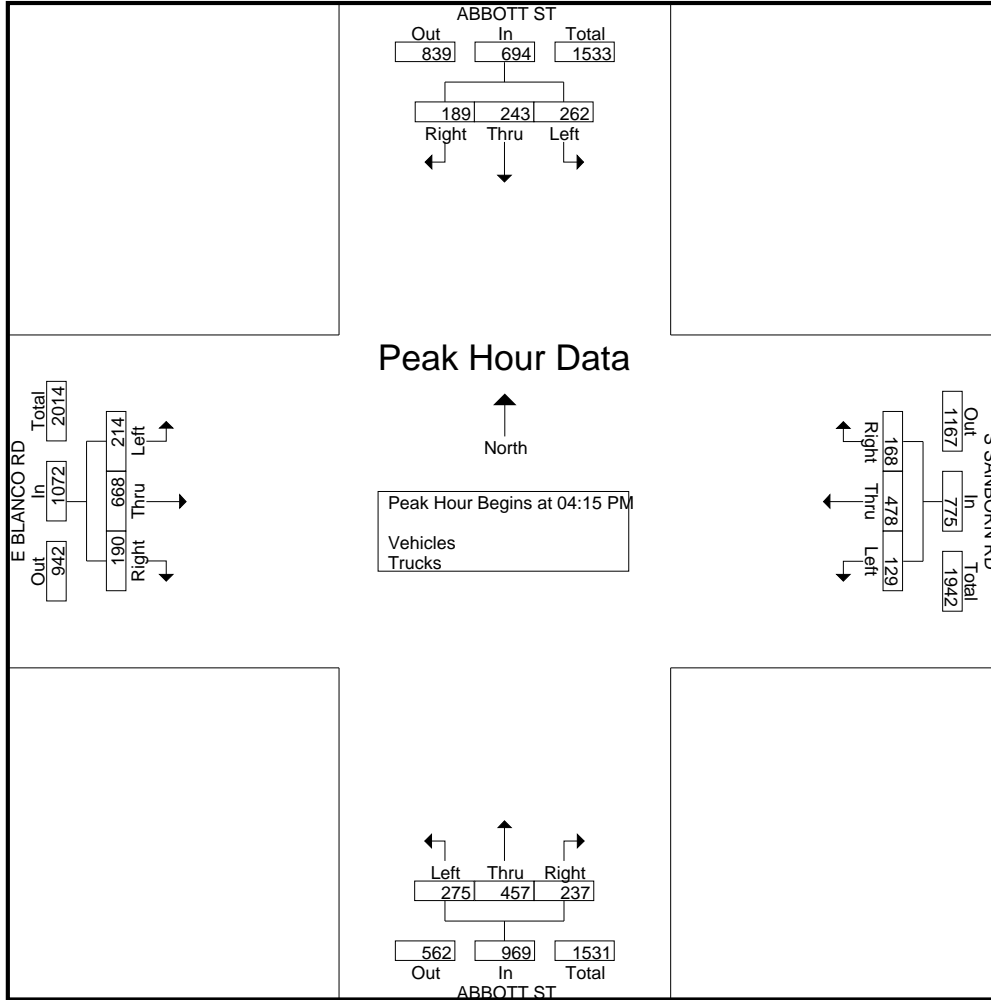 ABBOTT ST
Out In Total
839 694 1533
189 243 262
Right Thru Left
Peak Hour Data
North
Peak Hour Begins at 04:15 PM
Vehicles
Trucks
E BLANCO RD
Out In Total
942 1072 2014
190 668 214
Right Thru Left
S SANBORN RD
Out In Total
1167 775 1942
168 478 129
Right Thru Left
Left Thru Right
275 457 237
562 969 1531
Out In Total
ABBOTT ST